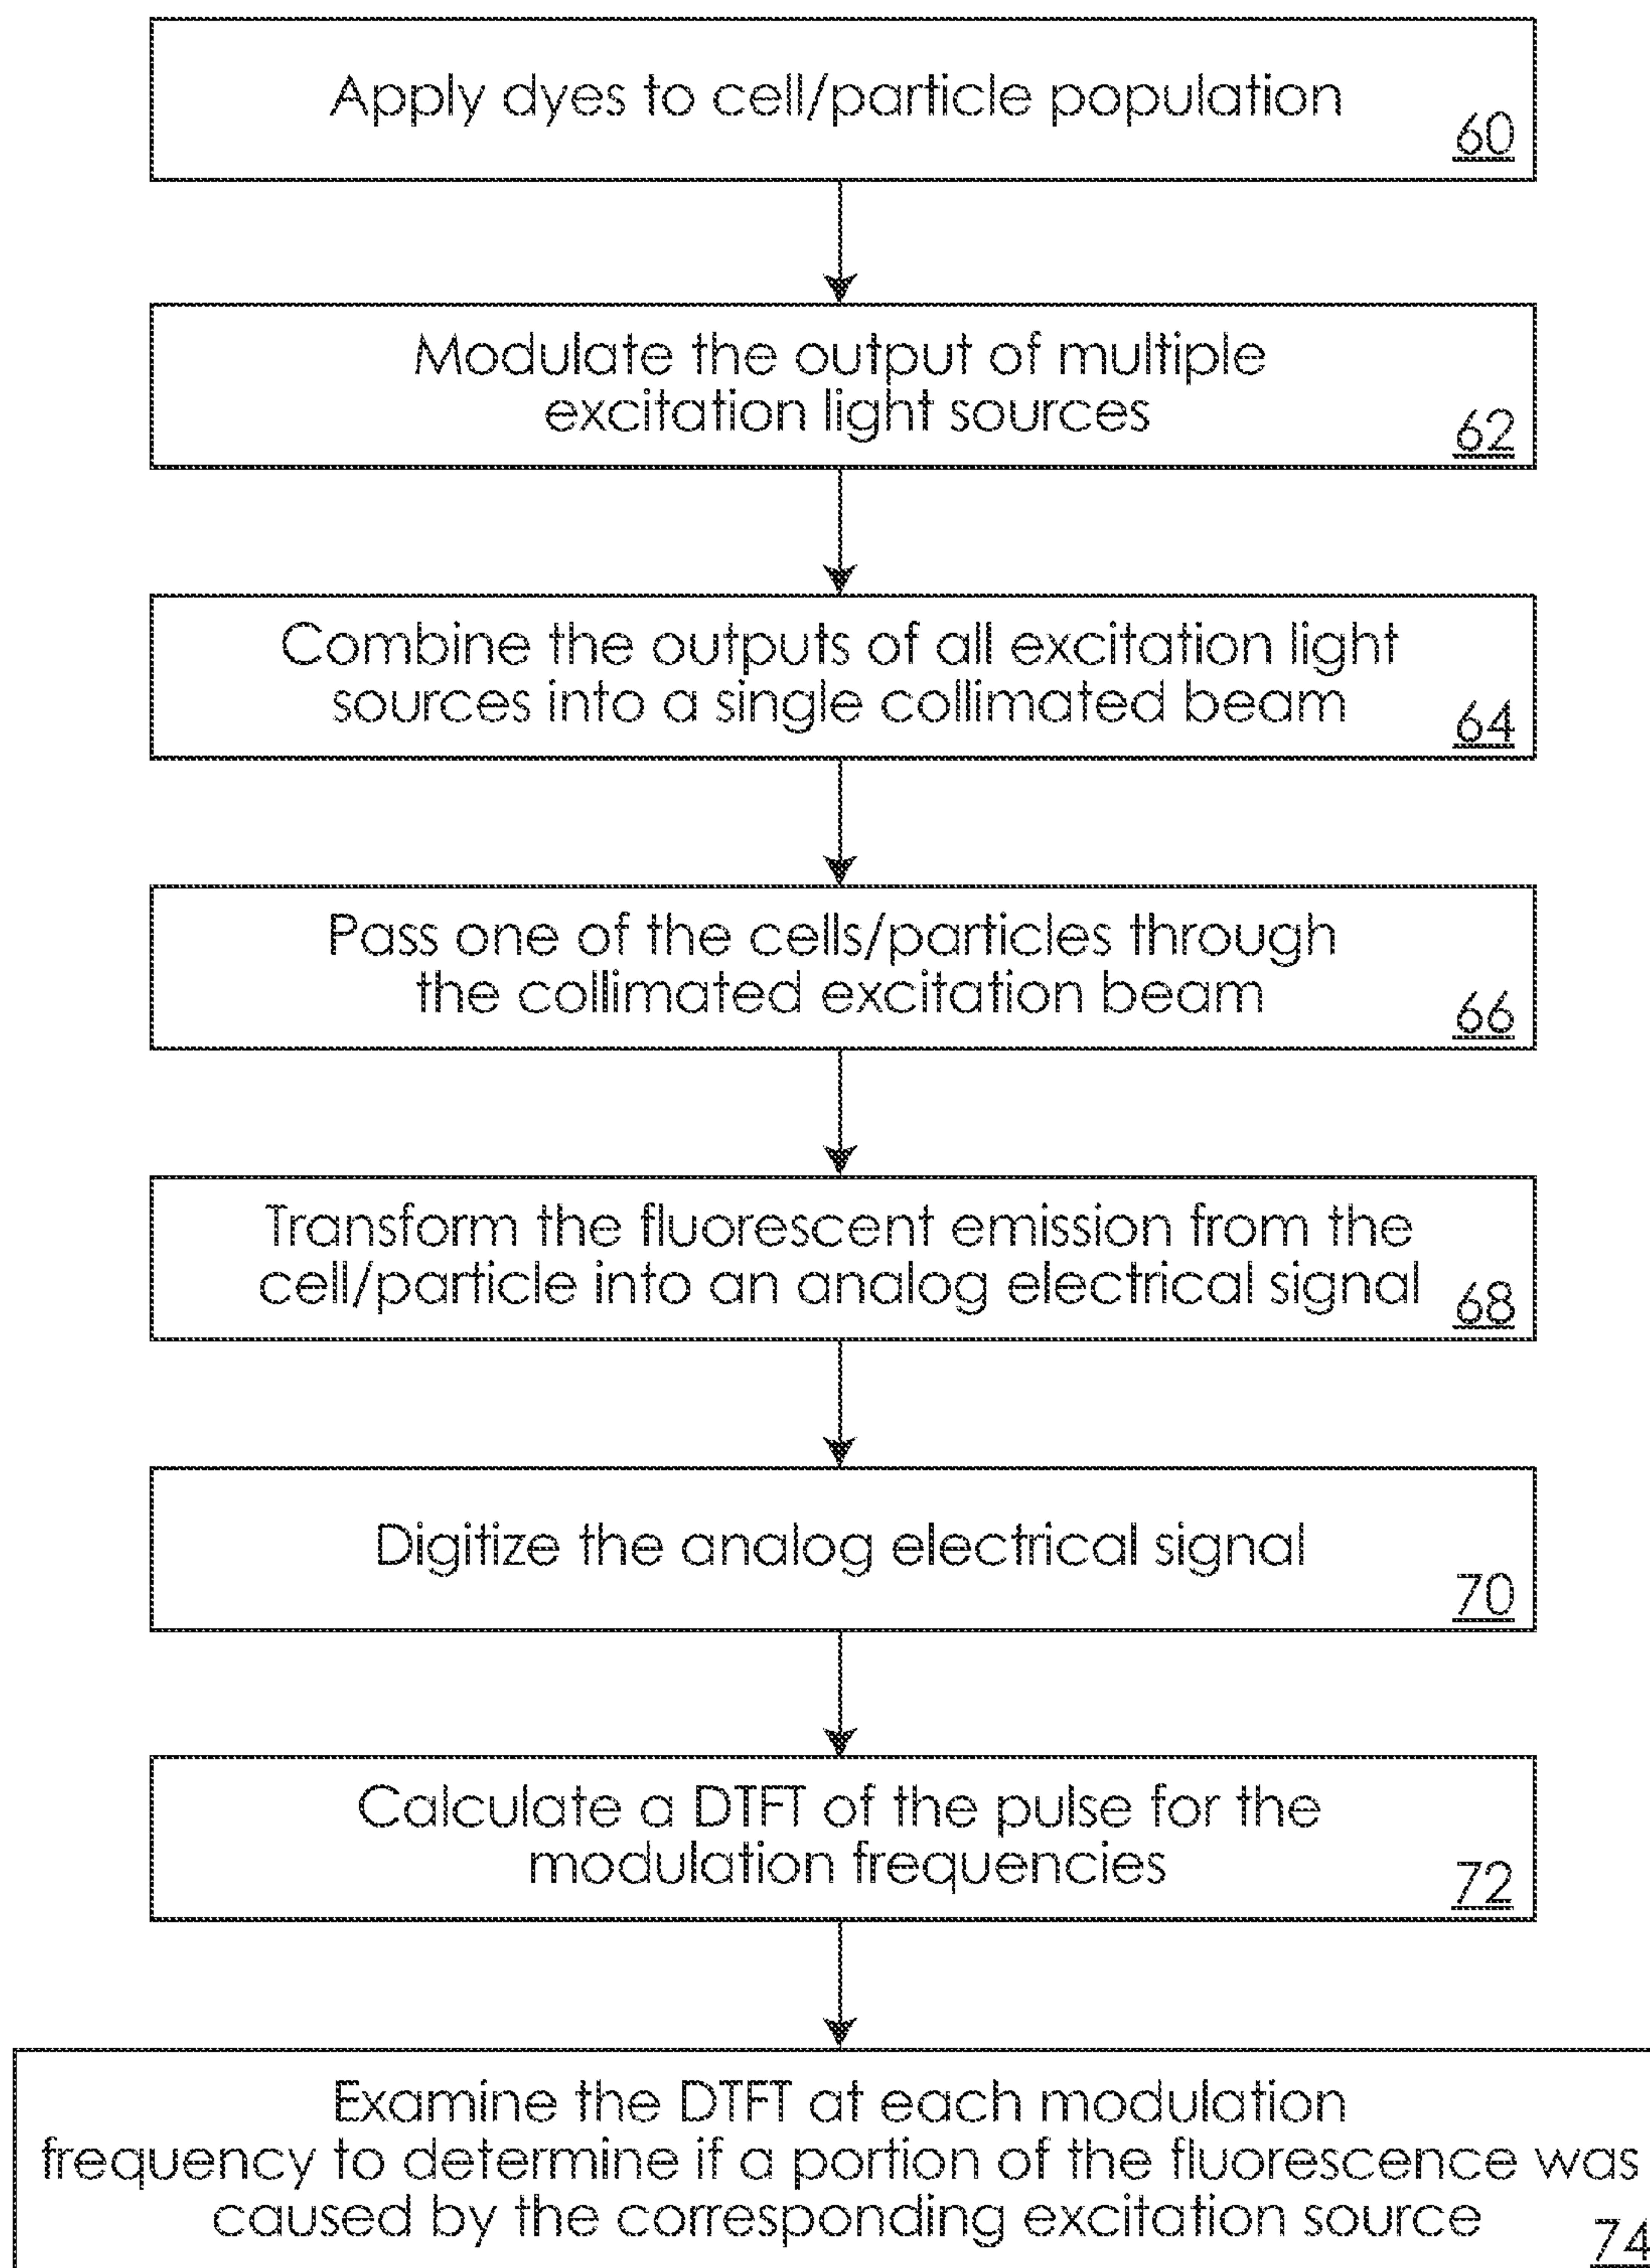 Apply dyes to cell/particle population
60
Modulate the output of multiple
excitation light sources
62
Combine the outputs of all excitation light
sources into a single collimated beam
64
Pass one of the cells/particles through
the collimated excitation beam
66
Transform the fluorescent emission from the
cell/particle into an analog electrical signal
68
Digitize the analog electrical signal
70
Calculate a DTFT of the pulse for the
modulation frequencies
72
Examine the DTFT at each modulation
frequency to determine if a portion of the fluorescence was
caused by the corresponding excitation source
74